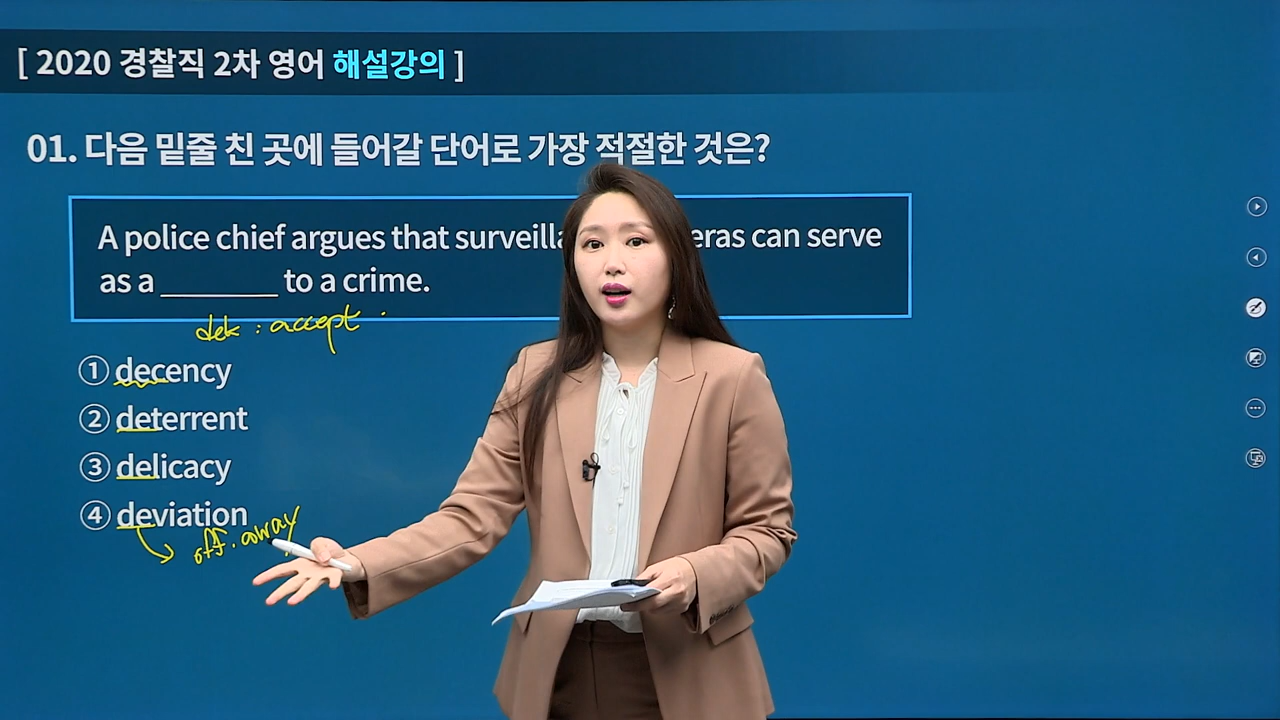 [ 2020 경찰직 2차 영어 해설강의 ]
01. 다음 밑줄 친 곳에 들어갈 단어로 가장 적절한 것은?
A police chief argues that surveilla eras can serve
as a ________ to a crime.
dek : accept
① decency
② deterrent
③ delicacy
④ deviation
off. away